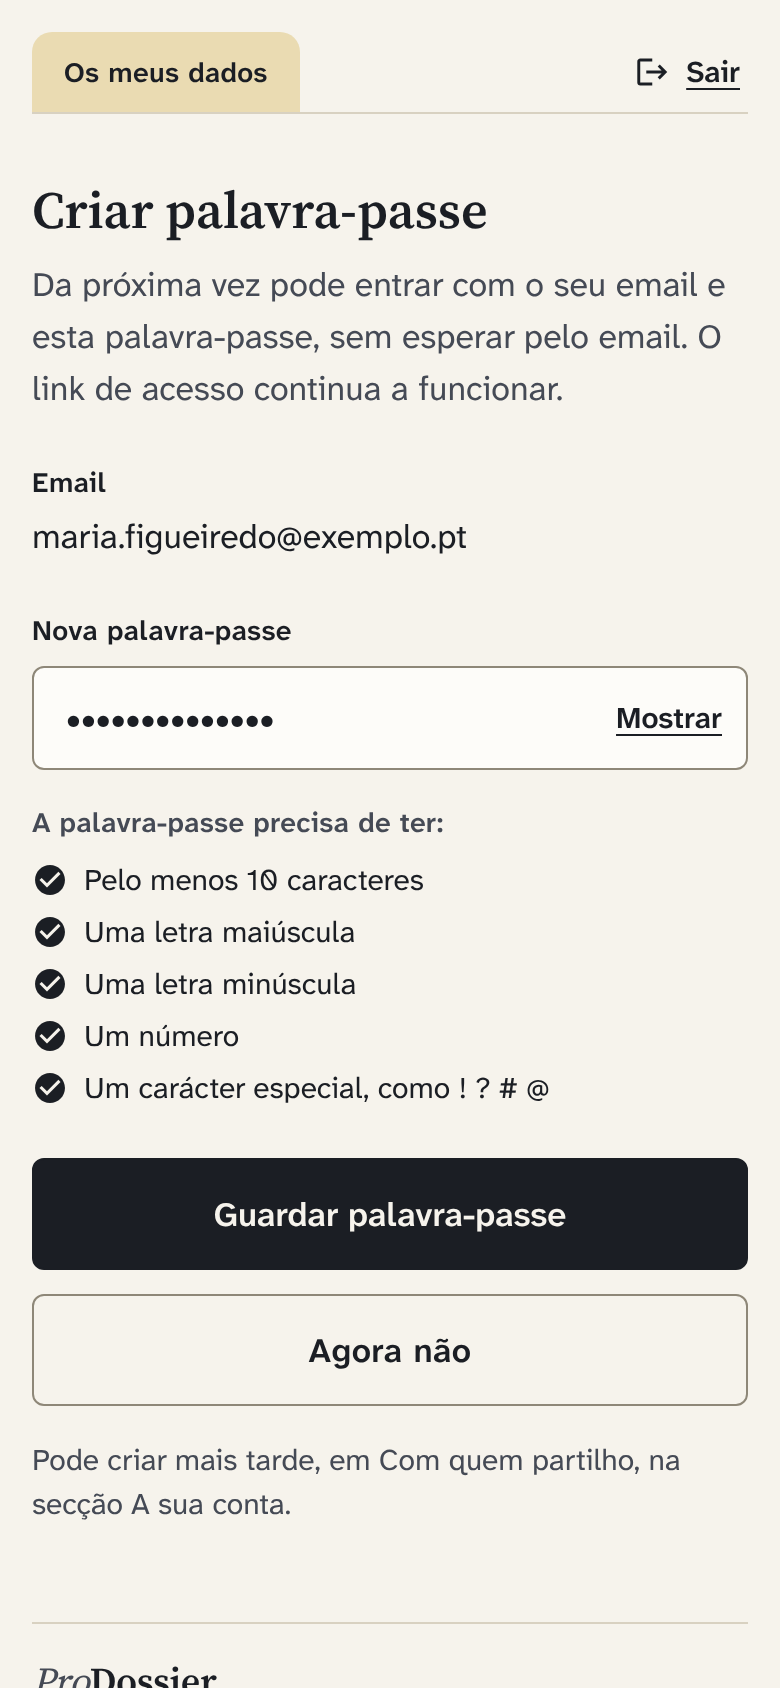 Os meus dados
Sair
Criar palavra-passe
Da próxima vez pode entrar com o seu email e
esta palavra-passe, sem esperar pelo email. O
link de acesso continua a funcionar.
Email
maria.figueiredo@exemplo.pt
Nova palavra-passe
••••••••••••••
Mostrar
A palavra-passe precisa de ter:
Pelo menos 10 caracteres
Uma letra maiúscula
Uma letra minúscula
Um número
Um carácter especial, como ! ? # @
Guardar palavra-passe
Agora não
Pode criar mais tarde, em Com quem partilho, na
secção A sua conta.
ProDossier